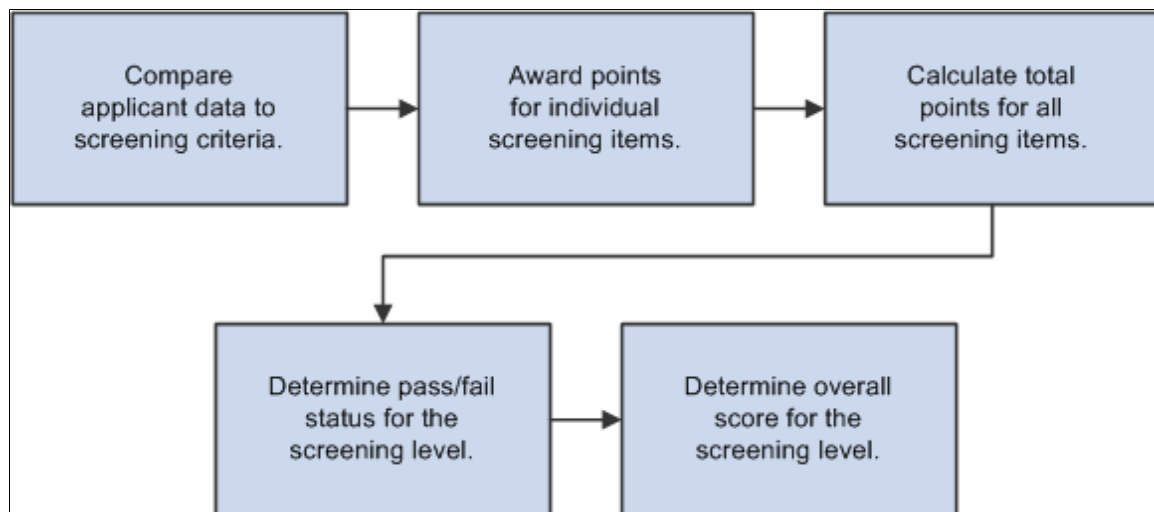 Compare
applicant data to
screening criteria.
Award points
for individual
screening items.
Calculate total
points for all
screening items.
Determine pass/fail
status for the
screening level.
Determine overall
score for the
screening level.